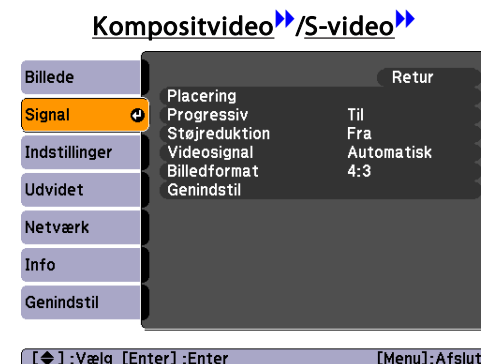 Kompositvideo/S-video
Billede
Signal
Indstillinger
Udvidet
Netværk
Info
Genindstil
Retur
Placering
Progressiv Til
Støjreduktion Fra
Videosignal Automatisk
Billedformat 4:3
Genindstil
[ ] :Vælg [Enter] :Enter [Menu]:Afslut